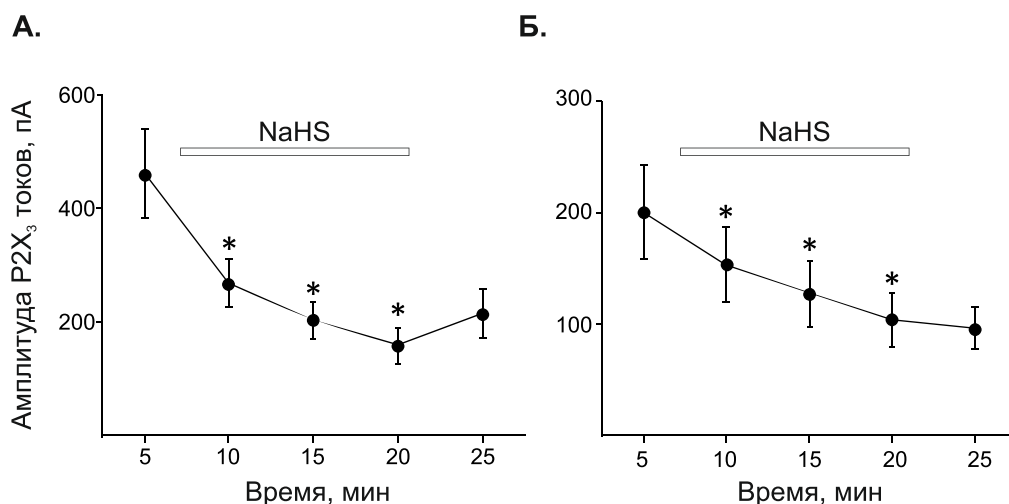 А.
Амплитуда P2X3 токов, пА
600
400
200
NaHS
*
*
*
5 10 15 20 25
Время, мин
Б.
300
200
100
NaHS
*
*
*
5 10 15 20 25
Время, мин